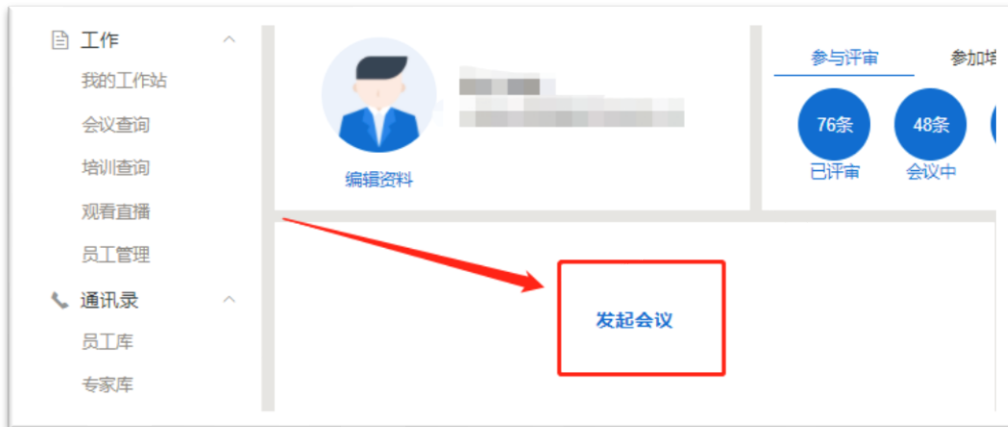 工作
我的工作站
会议查询
培训查询
观看直播
员工管理
通讯录
员工库
专家库
编辑资料
参与评审
参加培
76条
48条
已评审
会议中
发起会议